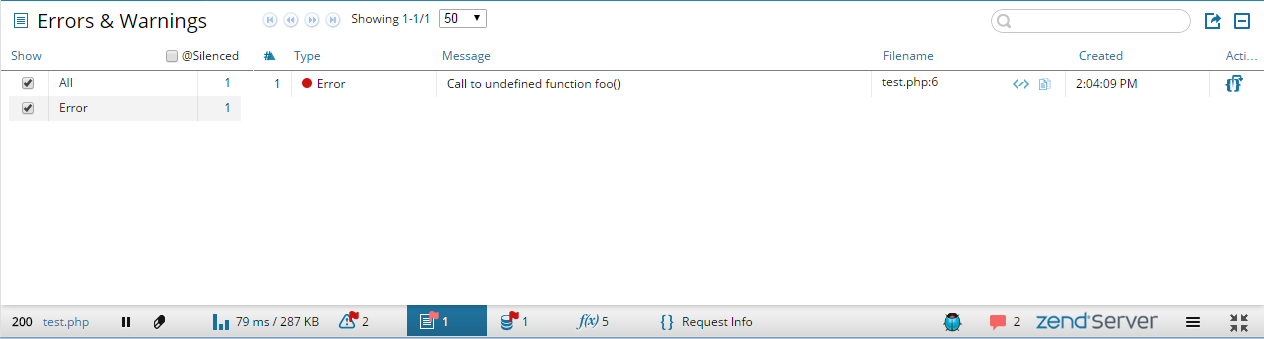 Errors & Warnings Showing 1-1/1 50
Show @Silenced Type Message Filename Created Acti...
All 1 1 Error Call to undefined function foo() test.php:6 2:04:09 PM
Error 1
200 test.php 79 ms / 287 KB 2 1 1 f(x) 5 {} Request Info 2 zend Server